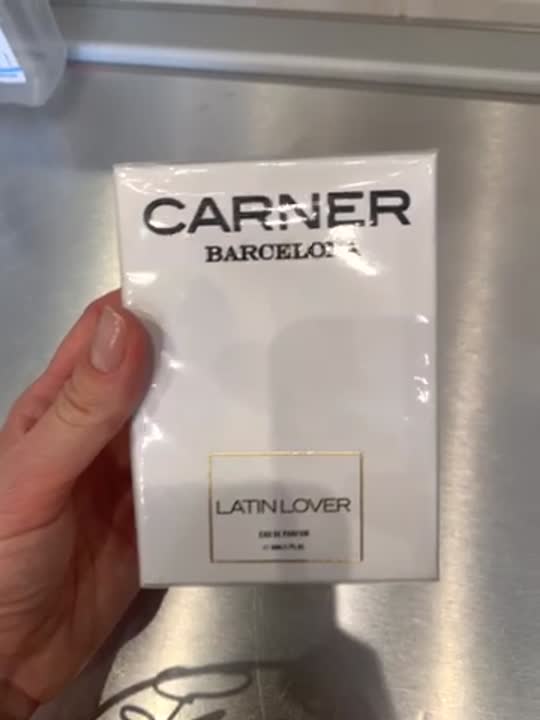 CARNER
BARCELONA
LATIN LOVER
EAU DE PARFUM